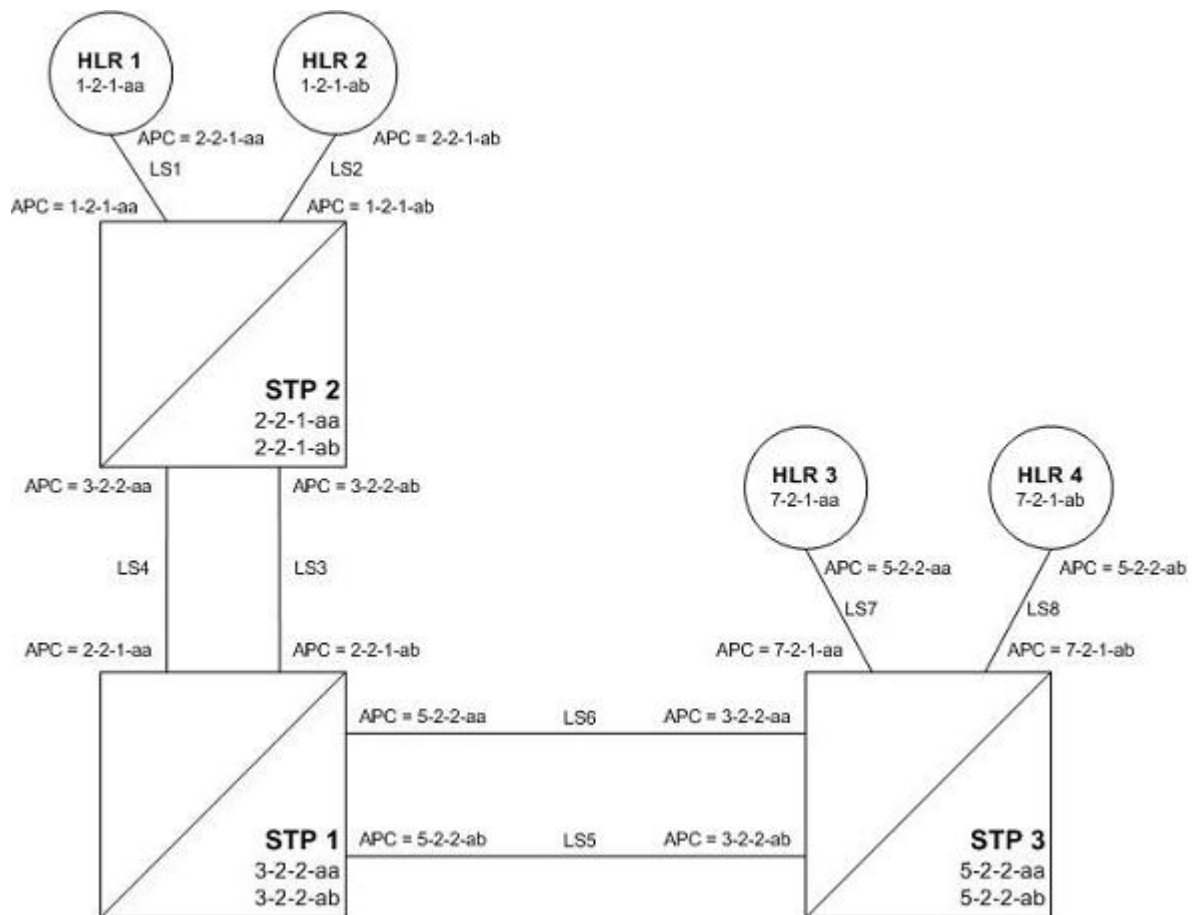 HLR 1
1-2-1-aa
HLR 2
1-2-1-ab
APC = 2-2-1-aa
APC = 2-2-1-ab
LS1
LS2
APC = 1-2-1-aa
APC = 1-2-1-ab
STP 2
2-2-1-aa
2-2-1-ab
APC = 3-2-2-aa
APC = 3-2-2-ab
HLR 3
7-2-1-aa
HLR 4
7-2-1-ab
LS4
LS3
APC = 5-2-2-aa
APC = 5-2-2-ab
LS7
LS8
APC = 2-2-1-aa
APC = 2-2-1-ab
APC = 7-2-1-aa
APC = 7-2-1-ab
APC = 5-2-2-aa
LS6
APC = 3-2-2-aa
APC = 5-2-2-ab
LS5
APC = 3-2-2-ab
STP 1
3-2-2-aa
3-2-2-ab
STP 3
5-2-2-aa
5-2-2-ab